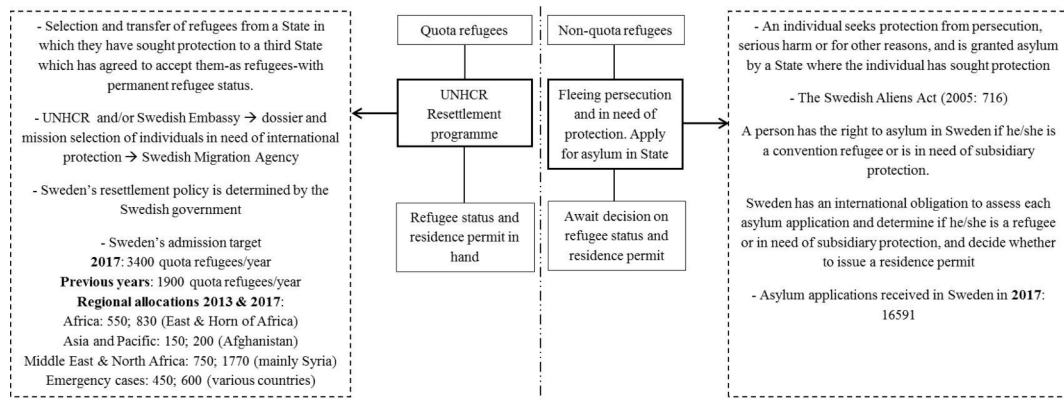 - Selection and transfer of refugees from a State in
which they have sought protection to a third State
which has agreed to accept them-as refugees-with
permanent refugee status.
- UNHCR and/or Swedish Embassy → dossier and
mission selection of individuals in need of international
protection → Swedish Migration Agency
- Sweden’s resettlement policy is determined by the
Swedish government
- Sweden’s admission target
2017: 3400 quota refugees/year
Previous years: 1900 quota refugees/year
Regional allocations 2013 & 2017:
Africa: 550; 830 (East & Horn of Africa)
Asia and Pacific: 150; 200 (Afghanistan)
Middle East & North Africa: 750; 1770 (mainly Syria)
Emergency cases: 450; 600 (various countries)
Quota refugees
UNHCR
Resettlement
programme
Refugee status and
residence permit in
hand
Non-quota refugees
Fleeing persecution
and in need of
protection. Apply
for asylum in State
Await decision on
refugee status and
residence permit
- An individual seeks protection from persecution,
serious harm or for other reasons, and is granted asylum
by a State where the individual has sought protection
- The Swedish Aliens Act (2005: 716)
A person has the right to asylum in Sweden if he/she is
a convention refugee or is in need of subsidiary
protection.
Sweden has an international obligation to assess each
asylum application and determine if he/she is a refugee
or in need of subsidiary protection, and decide whether
to issue a residence permit
- Asylum applications received in Sweden in 2017:
16591